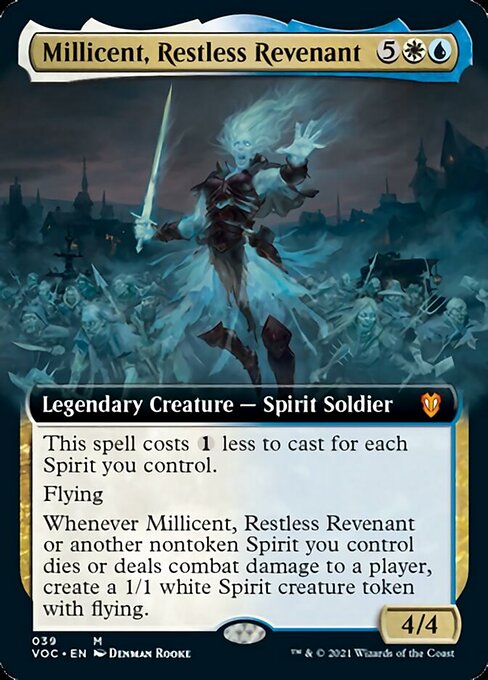 Millicent, Restless Revenant 5
Legendary Creature — Spirit Soldier
This spell costs 1 less to cast for each
Spirit you control.
Flying
Whenever Millicent, Restless Revenant
or another nontoken Spirit you control
dies or deals combat damage to a player,
create a 1/1 white Spirit creature token
with flying.
4/4
039 M
VOC • EN Denman Rooke
™ & © 2021 Wizards of the Coast